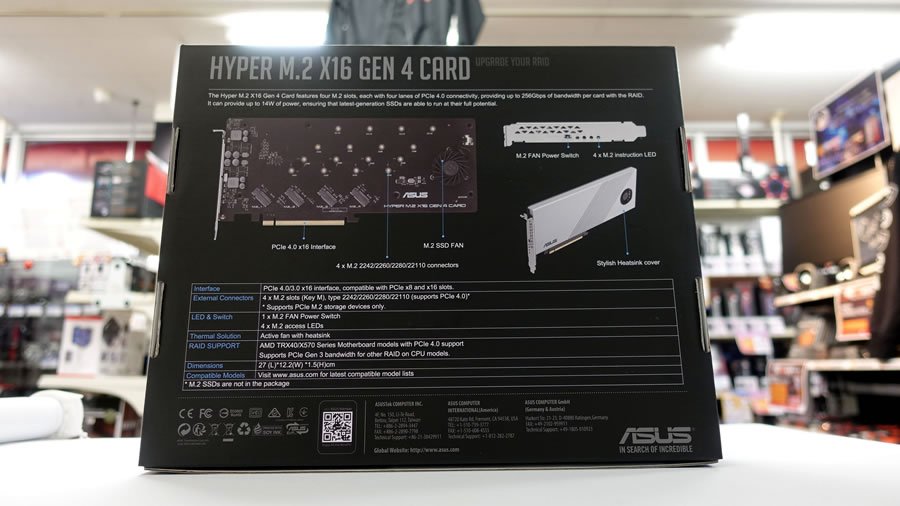 HYPER M.2 X16 GEN 4 CARD UPGRADE YOUR RAID
The Hyper M.2 X16 Gen 4 Card features four M.2 slots, each with four lanes of PCIe 4.0 connectivity, providing up to 256Gbps of bandwidth per card with the RAID.
It can provide up to 14W of power, ensuring that latest-generation SSDs are able to run at their full potential.
M.2 FAN Power Switch
4 x M.2 instruction LED
ASUS
HYPER M.2 X16 GEN 4 CARD
PCIe 4.0 x16 Interface
M.2 SSD FAN
4 x M.2 2242/2260/2280/22110 connectors
ASUS
Stylish Heatsink cover
Interface PCIe 4.0/3.0 x16 interface, compatible with PCIe x8 and x16 slots.
External Connectors 4 x M.2 slots (Key M), type 2242/2260/2280/22110 (supports PCIe 4.0)*
* Supports PCIe M.2 storage devices only.
LED & Switch 1 x M.2 FAN Power Switch
4 x M.2 access LEDs
Thermal Solution Active fan with heatsink
RAID SUPPORT AMD TRX40/X570 Series Motherboard models with PCIe 4.0 support
Supports PCIe Gen 3 bandwidth for other RAID on CPU models.
Dimensions 27 (L)*12.2(W) *1.5(H)cm
Compatible Models Visit www.asus.com for latest compatible model lists
* M.2 SSDs are not in the package
ASUSTek COMPUTER INC.
ASUS COMPUTER
INTERNATIONAL(America)
ASUS COMPUTER GmbH
(Germany & Austria)
Global Website: http://www.asus.com
ASUS
IN SEARCH OF INCREDIBLE